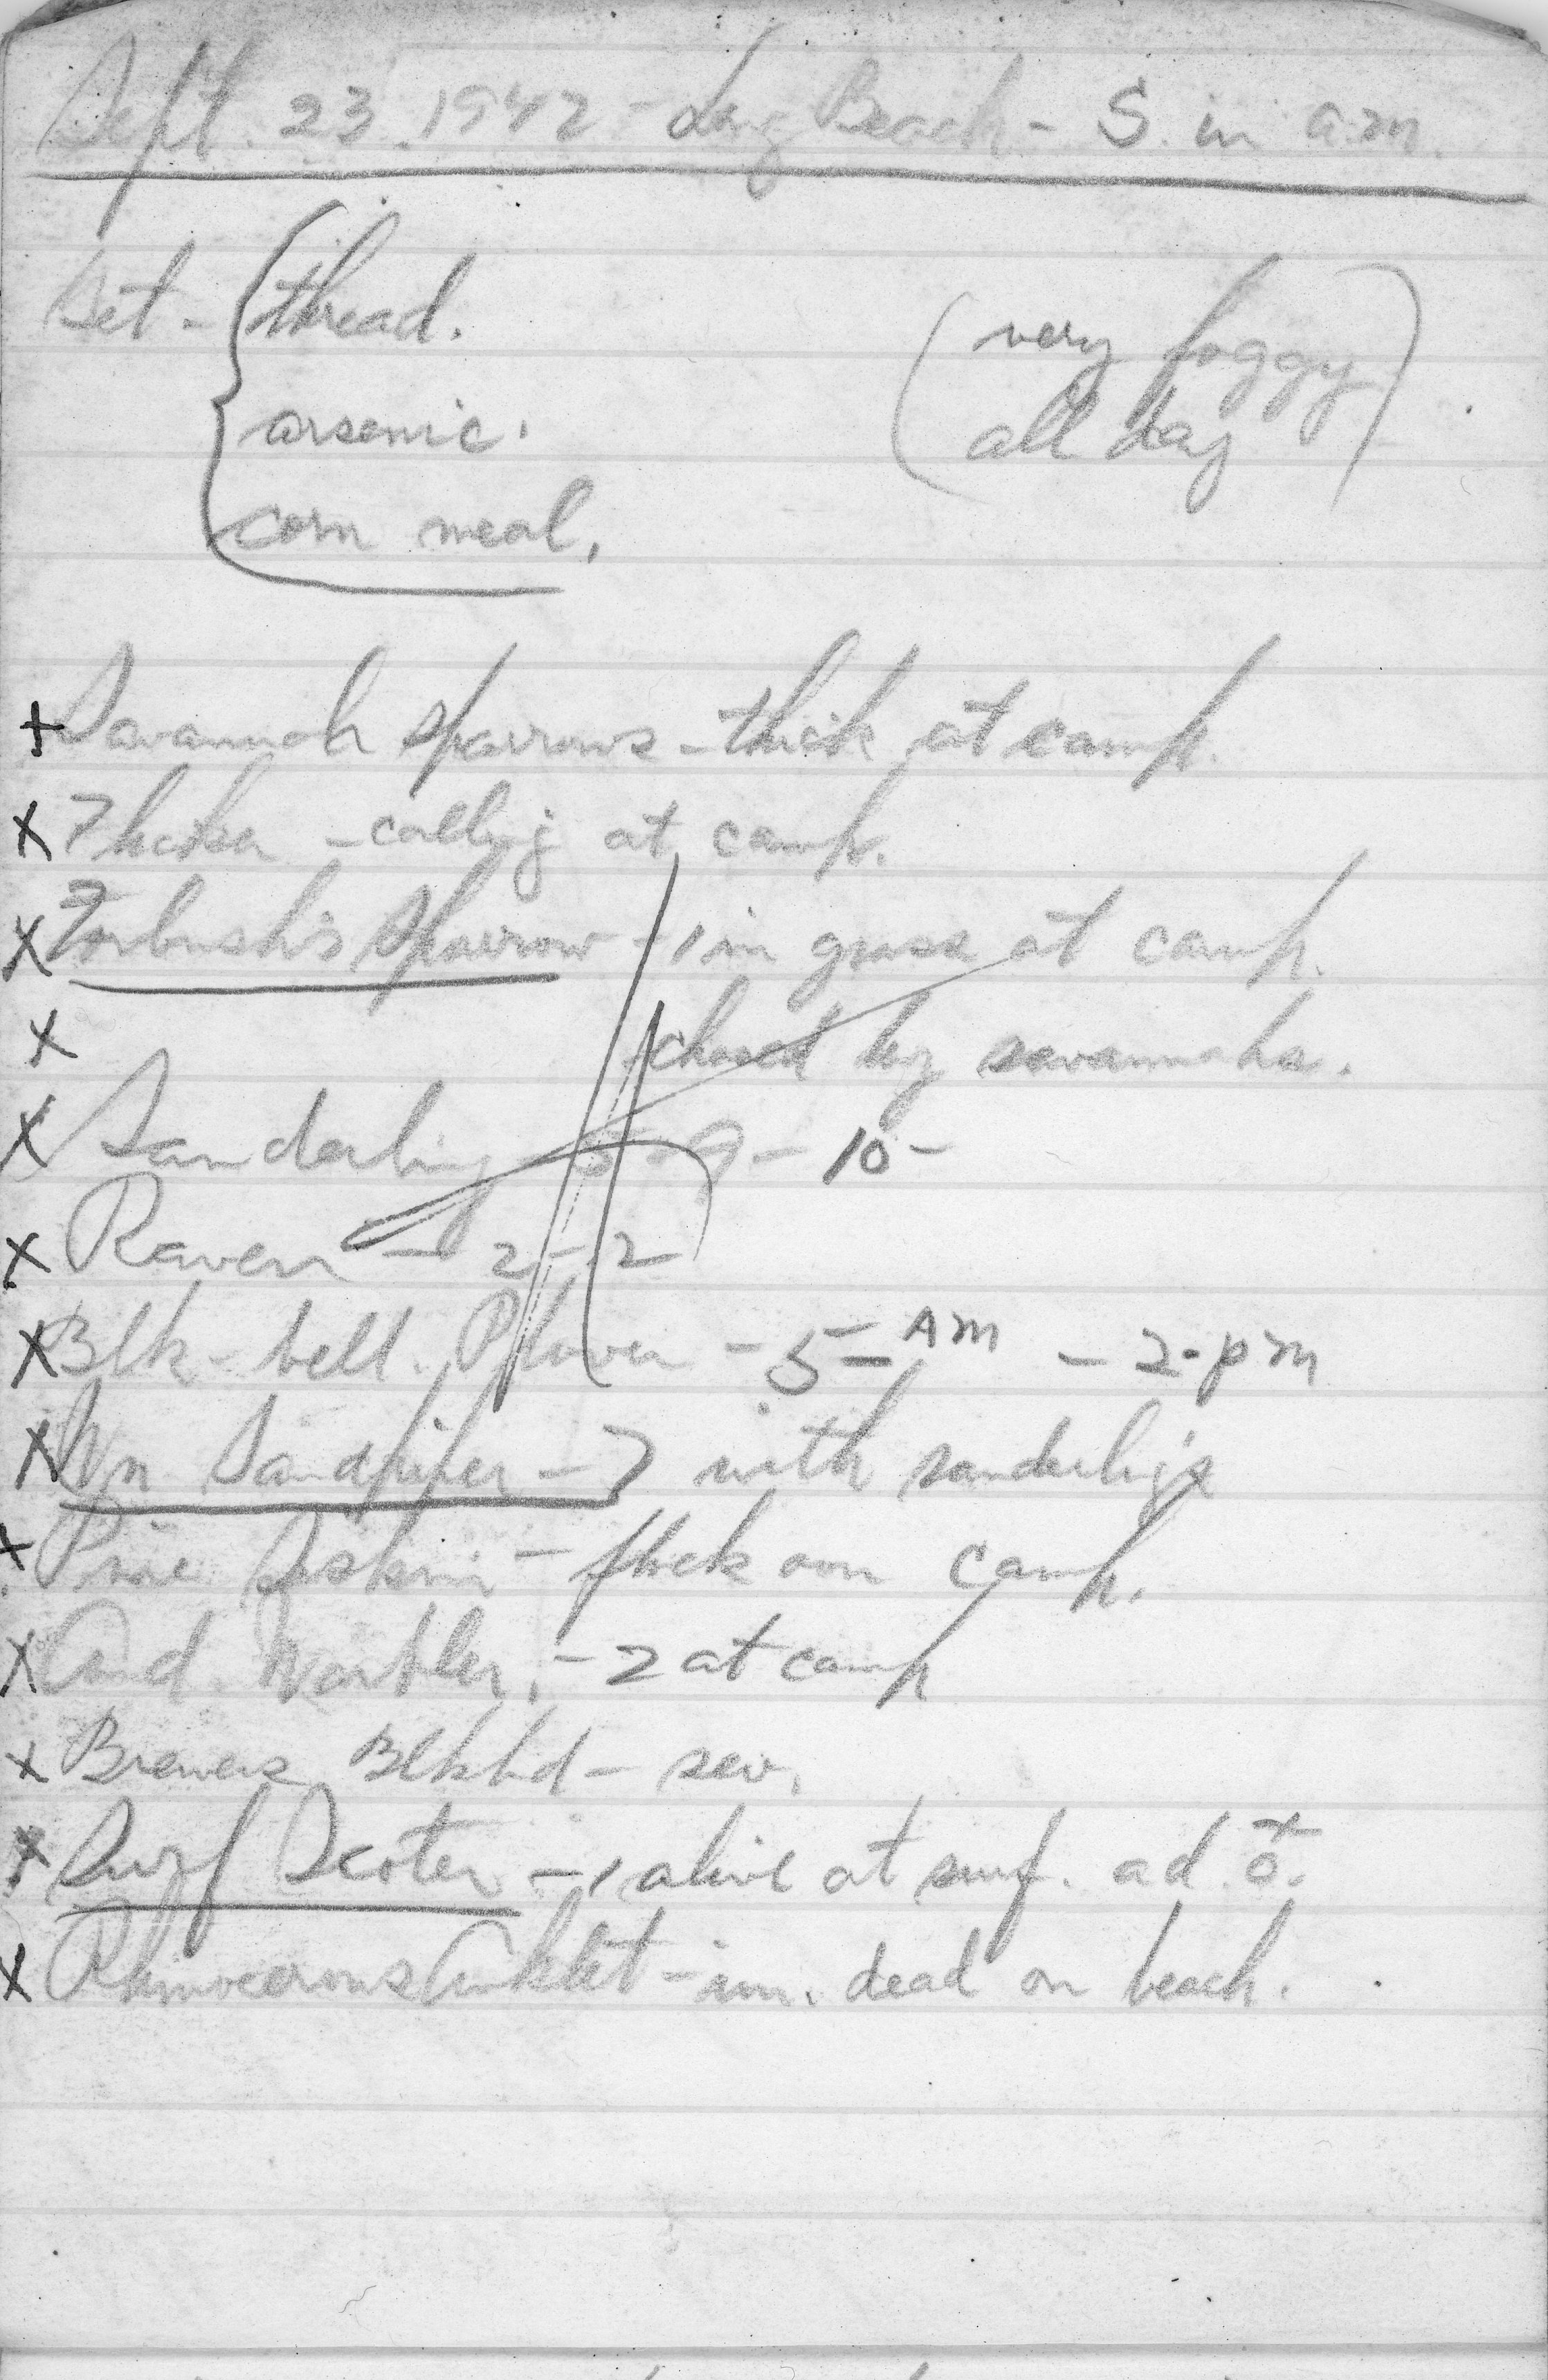 Sept. 23. 1942 - Long Beach - S. in a.m.
Get - thread.
arsenic.
corn meal.
(very foggy
all day)
+ Savannah Sparrows - thick at camp.
X Flicker - calling at camp.
X Forbush's Sparrow - 1 in grass at camp.
X chased by savannahs.
X Sanderling - 5 - 9 - 10 -
X Raven - 2 - 2
X Blk-bell. Plover - 5 - AM - 2 - pm
X Wn Sandpiper - 7 with sanderlings
X Pine Siskin - flock over camp.
X Aud. Warbler. - 2 at camp
X Brewers Blkbd - sev.
X Surf Scoter - 1 alive at surf. ad. ♂.
X Rhinocerous Auklet - im. dead on beach.